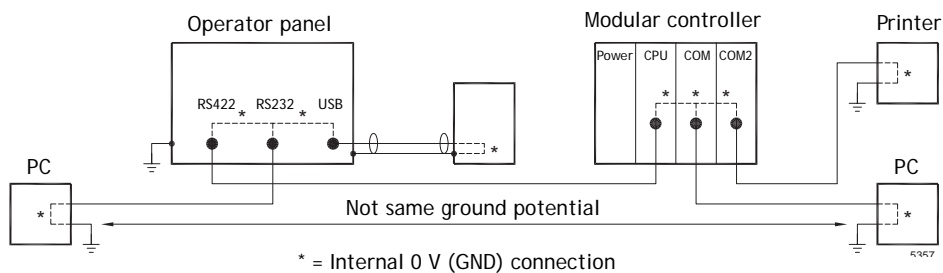 Operator panel
Modular controller
Printer
Power CPU COM COM2
* * *
*
RS422 RS232 USB
* *
*
PC
PC
*
*
Not same ground potential
5357
* = Internal 0 V (GND) connection